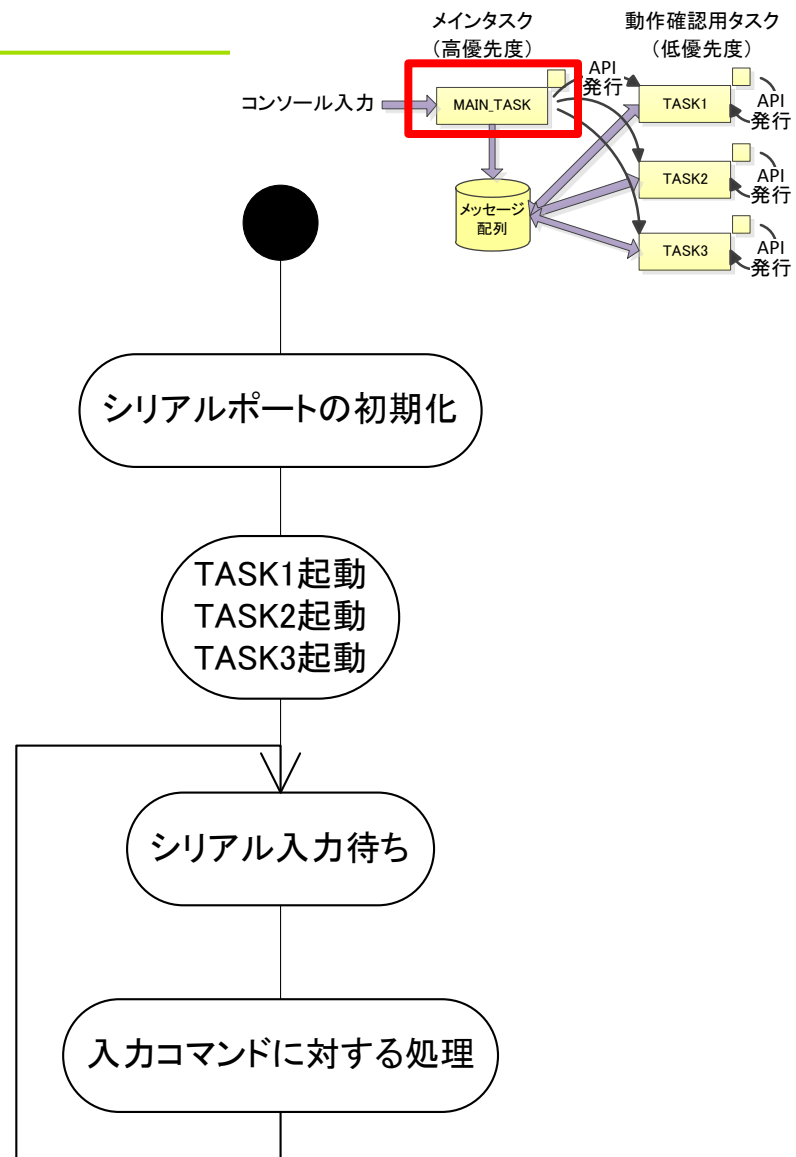 メインタスク
（高優先度）
動作確認用タスク
（低優先度）
コンソール入力
MAIN_TASK
API
発行
TASK1
API
発行
TASK2
API
発行
TASK3
API
発行
メッセージ
配列
シリアルポートの初期化
TASK1起動
TASK2起動
TASK3起動
シリアル入力待ち
入力コマンドに対する処理